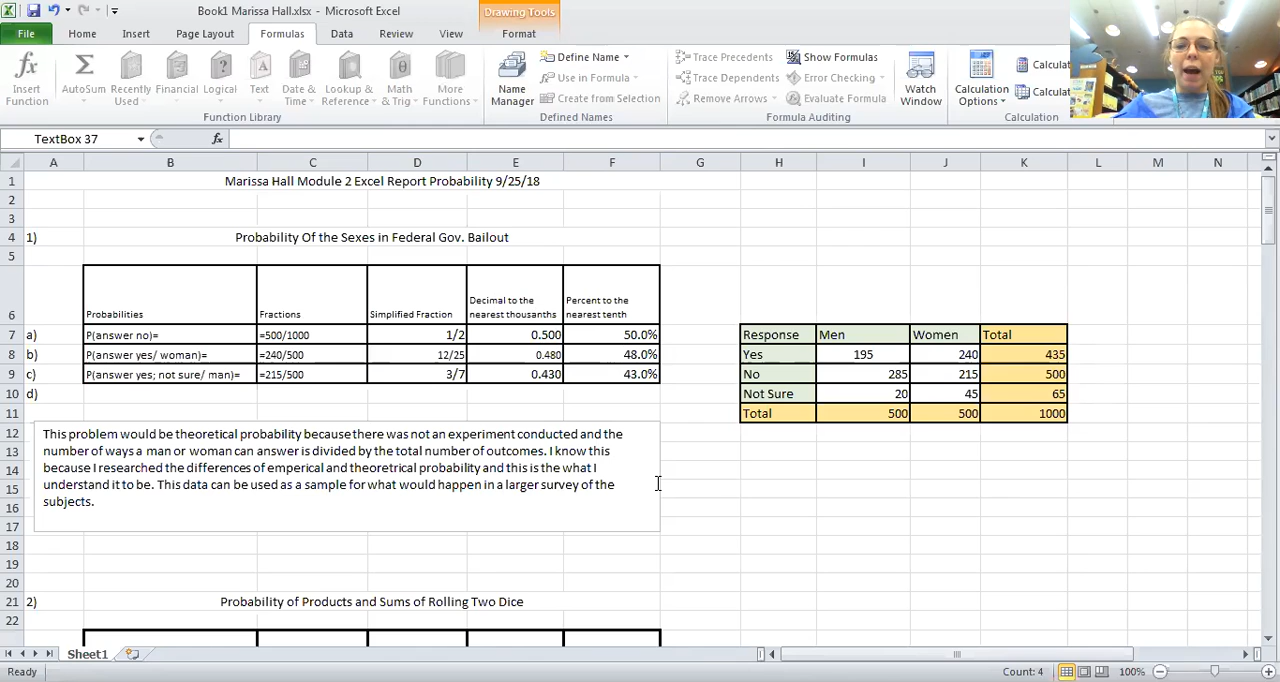 Book1 Marissa Hall.xlsx - Microsoft Excel
Drawing Tools
File Home Insert Page Layout Formulas Data Review View Format
Insert Function
AutoSum
Recently Used
Financial
Logical
Text
Date & Time
Lookup & Reference
Math & Trig
More Functions
Function Library
Name Manager
Define Name
Use in Formula
Create from Selection
Defined Names
Trace Precedents
Trace Dependents
Remove Arrows
Show Formulas
Error Checking
Evaluate Formula
Formula Auditing
Watch Window
Calculation Options
Calculat
Calcula
Calculation
TextBox 37
fx
A B C D E F G H I J K L M N
1 Marissa Hall Module 2 Excel Report Probability 9/25/18
2
3
4 1) Probability Of the Sexes in Federal Gov. Bailout
5
6 Probabilities Fractions Simplified Fraction Decimal to the nearest thousanths Percent to the nearest tenth
7 a) P(answer no)= =500/1000 1/2 0.500 50.0% Response Men Women Total
8 b) P(answer yes/ woman)= =240/500 12/25 0.480 48.0% Yes 195 240 435
9 c) P(answer yes; not sure/ man)= =215/500 3/7 0.430 43.0% No 285 215 500
10 d) Not Sure 20 45 65
11 Total 500 500 1000
12
13
14
15
16
17
This problem would be theoretical probability because there was not an experiment conducted and the
number of ways a man or woman can answer is divided by the total number of outcomes. I know this
because I researched the differences of emperical and theoretrical probability and this is the what I
understand it to be. This data can be used as a sample for what would happen in a larger survey of the
subjects.
18
19
20
21 2) Probability of Products and Sums of Rolling Two Dice
22
Sheet1
Ready Count: 4 100%